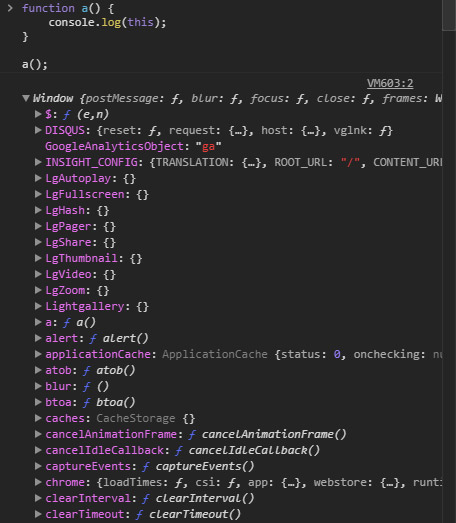 > function a() {
console.log(this);
}
a();
VM603:2
▼Window {postMessage: ƒ, blur: ƒ, focus: ƒ, close: ƒ, frames: W
▶$: ƒ (e,n)
▶DISQUS: {reset: ƒ, request: {…}, host: {…}, vglnk: ƒ}
GoogleAnalyticsObject: "ga"
▶INSIGHT_CONFIG: {TRANSLATION: {…}, ROOT_URL: "/", CONTENT_URL
▶LgAutoplay: {}
▶LgFullscreen: {}
▶LgHash: {}
▶LgPager: {}
▶LgShare: {}
▶LgThumbnail: {}
▶LgVideo: {}
▶LgZoom: {}
▶Lightgallery: {}
▶a: ƒ a()
▶alert: ƒ alert()
▶applicationCache: ApplicationCache {status: 0, onchecking: nu
▶atob: ƒ atob()
▶blur: ƒ ()
▶btoa: ƒ btoa()
▶caches: CacheStorage {}
▶cancelAnimationFrame: ƒ cancelAnimationFrame()
▶cancelIdleCallback: ƒ cancelIdleCallback()
▶captureEvents: ƒ captureEvents()
▶chrome: {loadTimes: ƒ, csi: ƒ, app: {…}, webstore: {…}, runti
▶clearInterval: ƒ clearInterval()
▶clearTimeout: ƒ clearTimeout()